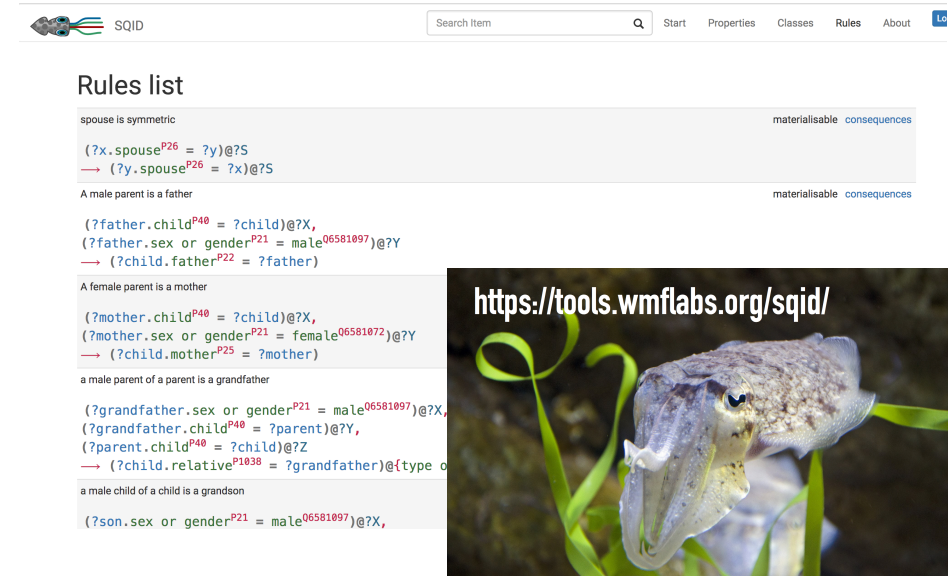 SQID
Search Item
Start Properties Classes Rules About Lo
Rules list
spouse is symmetric materialisable consequences
(?x.spouseP26 = ?y)@?S
⟶ (?y.spouseP26 = ?x)@?S
A male parent is a father materialisable consequences
(?father.childP40 = ?child)@?X,
(?father.sex or genderP21 = maleQ6581097)@?Y
⟶ (?child.fatherP22 = ?father)
A female parent is a mother
(?mother.childP40 = ?child)@?X,
(?mother.sex or genderP21 = femaleQ6581072)@?Y
⟶ (?child.motherP25 = ?mother)
a male parent of a parent is a grandfather
(?grandfather.sex or genderP21 = maleQ6581097)@?X,
(?grandfather.childP40 = ?parent)@?Y,
(?parent.childP40 = ?child)@?Z
⟶ (?child.relativeP1038 = ?grandfather)@{type o
a male child of a child is a grandson
(?son.sex or genderP21 = maleQ6581097)@?X,
https://tools.wmflabs.org/sqid/